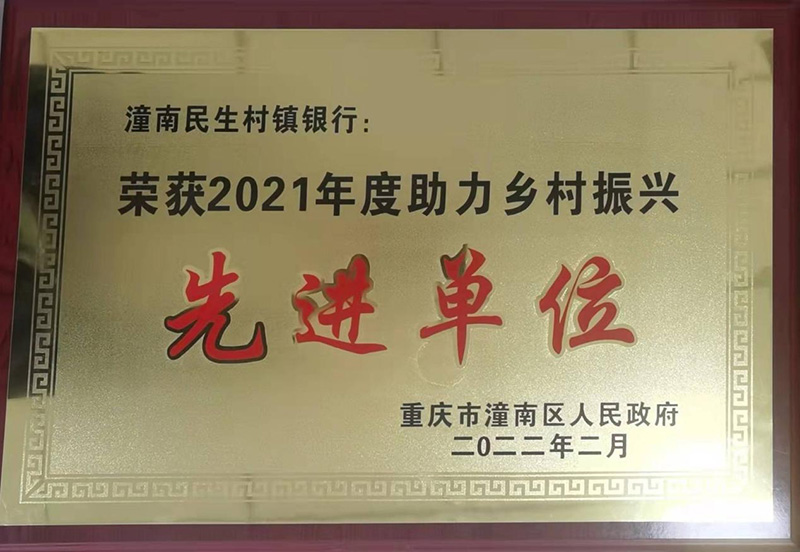 潼南民生村镇银行：
荣获2021年度助力乡村振兴
先进单位
重庆市潼南区人民政府
二〇二二年二月